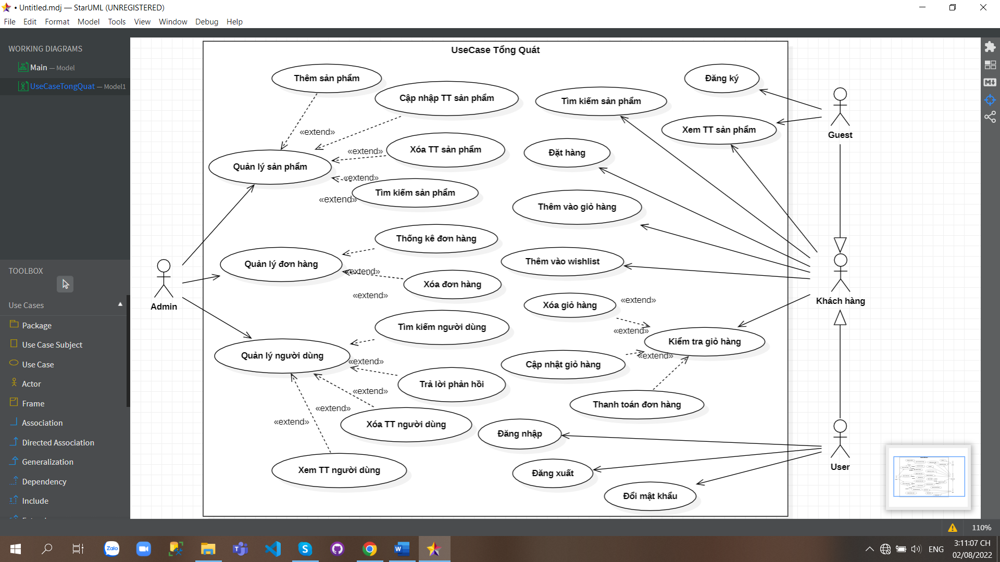 • Untitled.mdj — StarUML (UNREGISTERED)
File Edit Format Model Tools View Window Debug Help
WORKING DIAGRAMS
Main — Model
UseCaseTongQuat — Model1
TOOLBOX
Use Cases
Package
Use Case Subject
Use Case
Actor
Frame
Association
Directed Association
Generalization
Dependency
Include
UseCase Tổng Quát
Thêm sản phẩm
Cập nhập TT sản phẩm
Tìm kiếm sản phẩm
Đăng ký
Xem TT sản phẩm
Guest
«extend»
Xóa TT sản phẩm
«extend»
Đặt hàng
Quản lý sản phẩm
«extend»
Tìm kiếm sản phẩm
«extend»
Thêm vào giỏ hàng
Thống kê đơn hàng
Quản lý đơn hàng
«extend»
Thêm vào wishlist
Xóa đơn hàng
«extend»
Admin
Khách hàng
Xóa giỏ hàng
«extend»
Tìm kiếm người dùng
«extend»
Kiểm tra giỏ hàng
Quản lý người dùng
«extend»
Cập nhật giỏ hàng
«extend»
Trả lời phản hồi
«extend»
Thanh toán đơn hàng
«extend»
«extend»
Xóa TT người dùng
Đăng nhập
Xem TT người dùng
Đăng xuất
User
Đổi mật khẩu
M
110%
Zalo
ENG
3:11:07 CH
02/08/2022